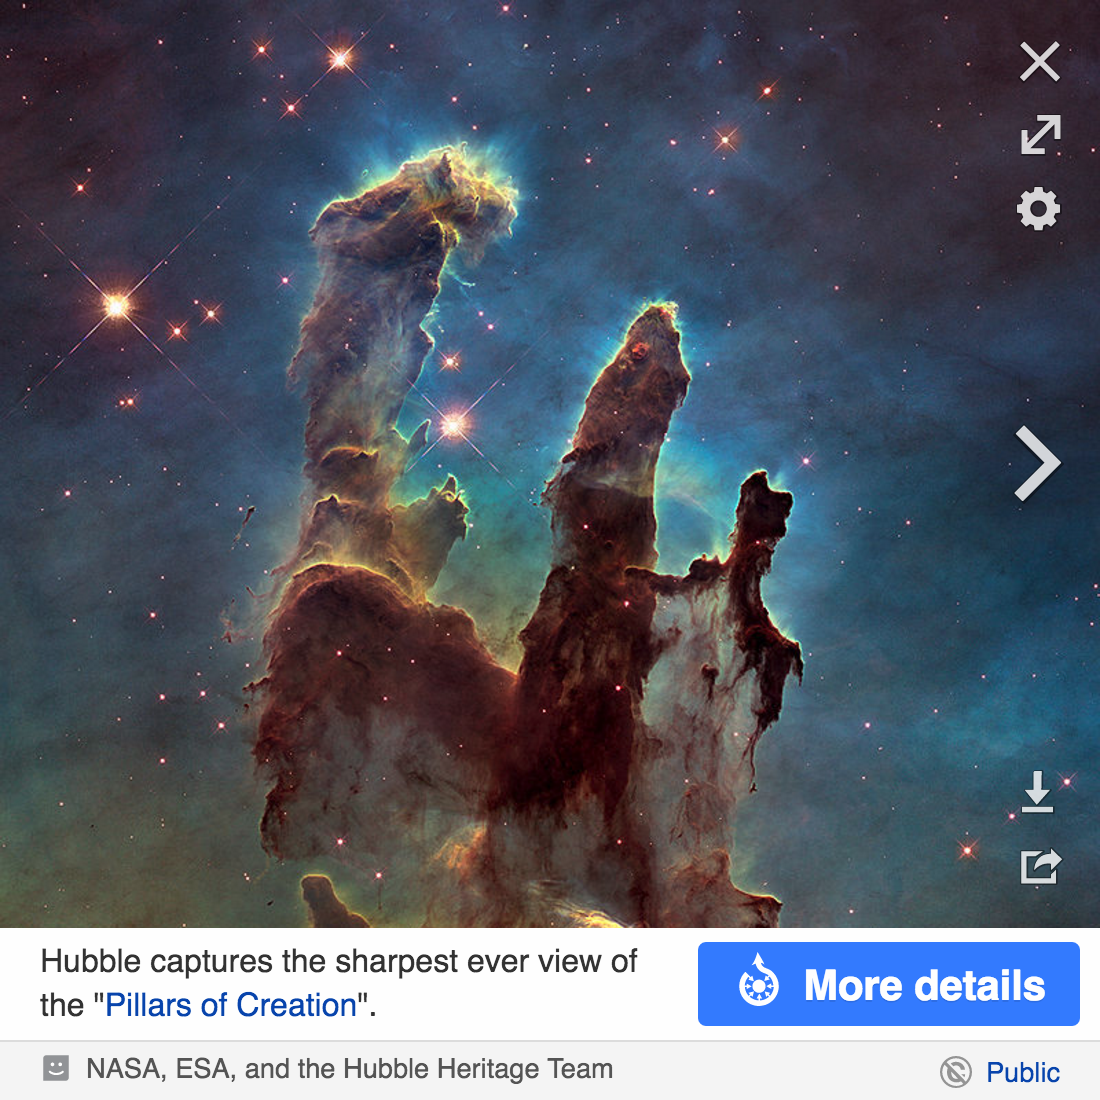 Hubble captures the sharpest ever view of
the "Pillars of Creation".
More details
NASA, ESA, and the Hubble Heritage Team
Public